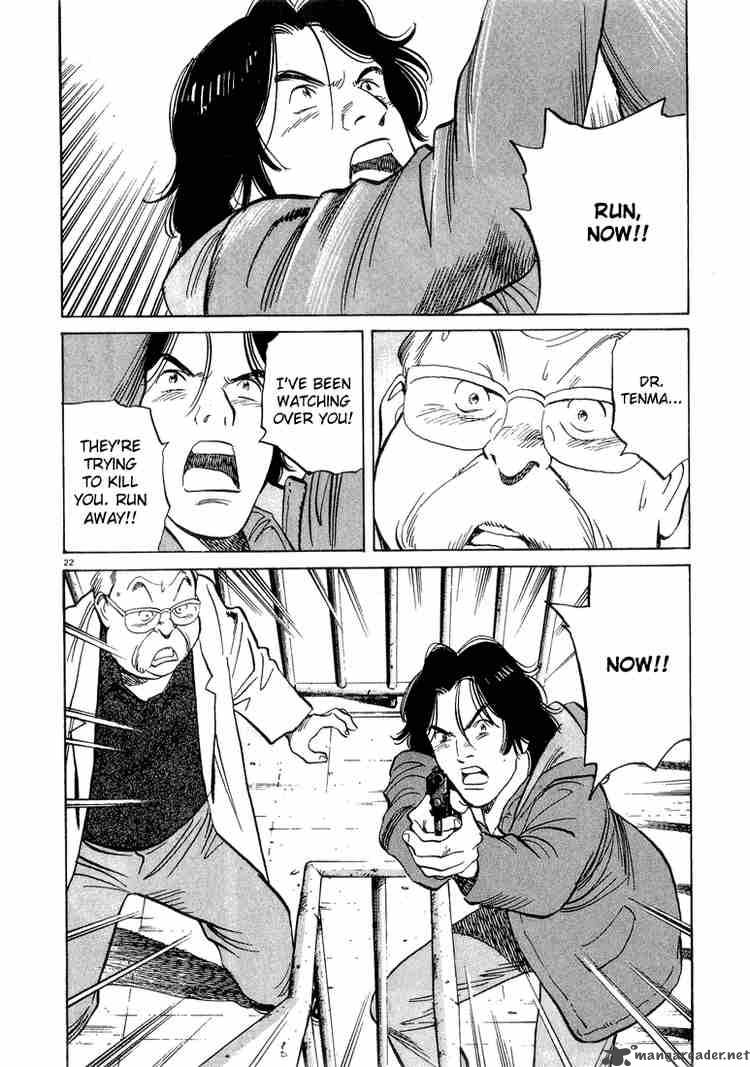 RUN,
NOW!!
DR.
TENMA...
I'VE BEEN
WATCHING
OVER YOU!
THEY'RE
TRYING
TO KILL
YOU. RUN
AWAY!!
22
NOW!!
mangareader.net